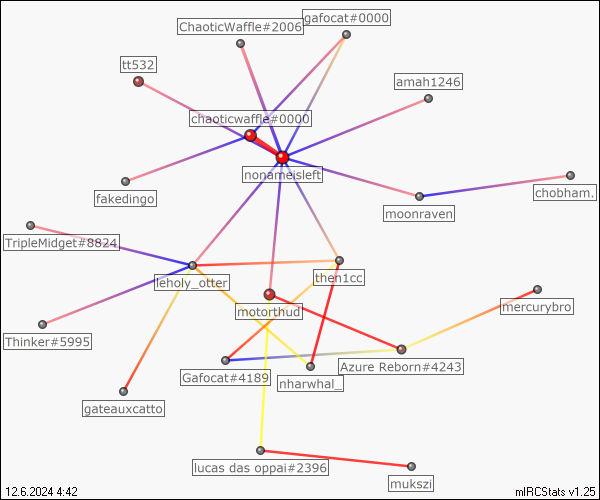 gafocat#0000
ChaoticWaffle#2006
tt532
amah1246
chaoticwaffle#0000
nonameisleft
fakedingo
moonraven
chobham.
TripleMidget#8824
leholy_otter
then1cc
motorthud
mercurybro
Thinker#5995
Azure Reborn#4243
Gafocat#4189
nharwhal_
gateauxcatto
lucas das oppai#2396
mukszi
12.6.2024 4:42
mIRCStats v1.25